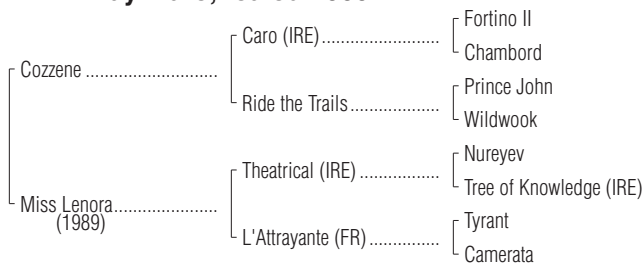 Fortino II
Caro (IRE)
Chambord
Cozzene
Prince John
Ride the Trails
Wildwook
Nureyev
Theatrical (IRE)
Tree of Knowledge (IRE)
Miss Lenora
(1989)
Tyrant
L'Attrayante (FR)
Camerata